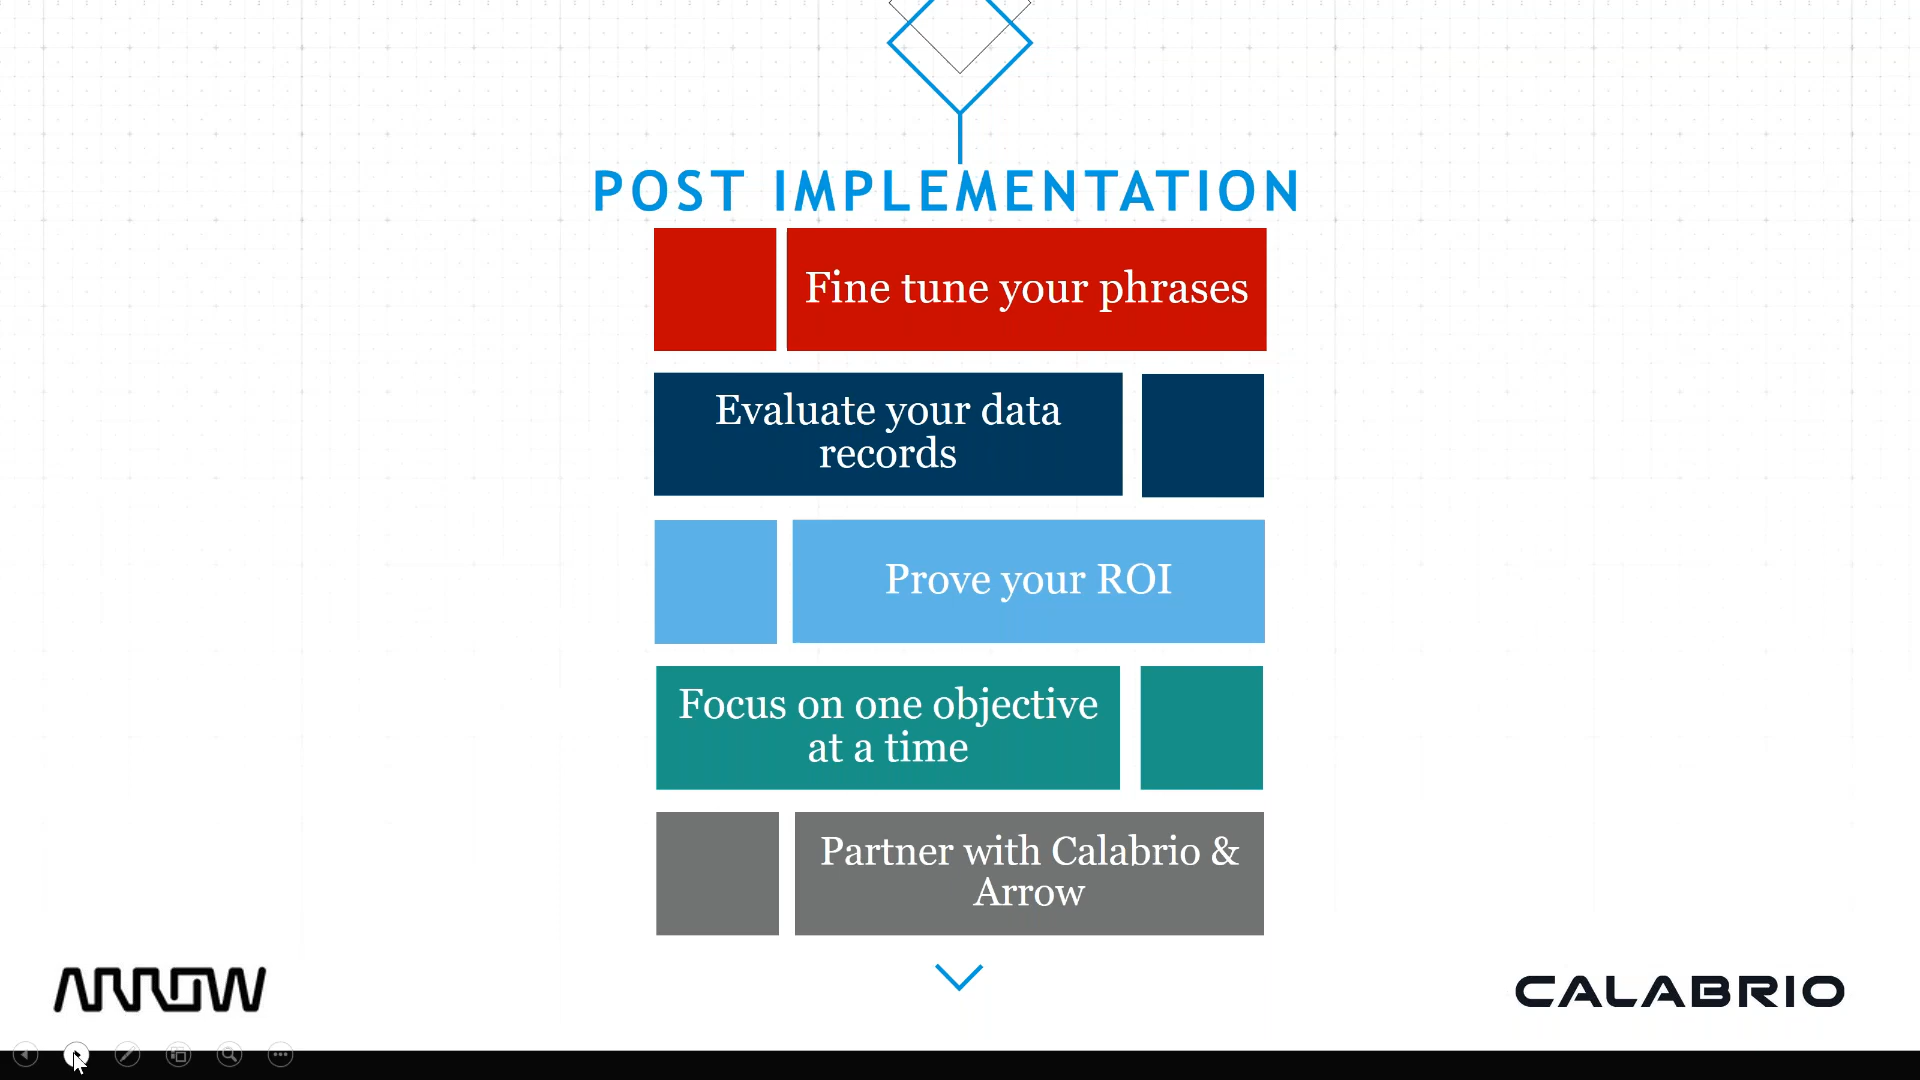 POST IMPLEMENTATION
Fine tune your phrases
Evaluate your data
records
Prove your ROI
Focus on one objective
at a time
Partner with Calabrio &
Arrow
ARROW
CALABRIO